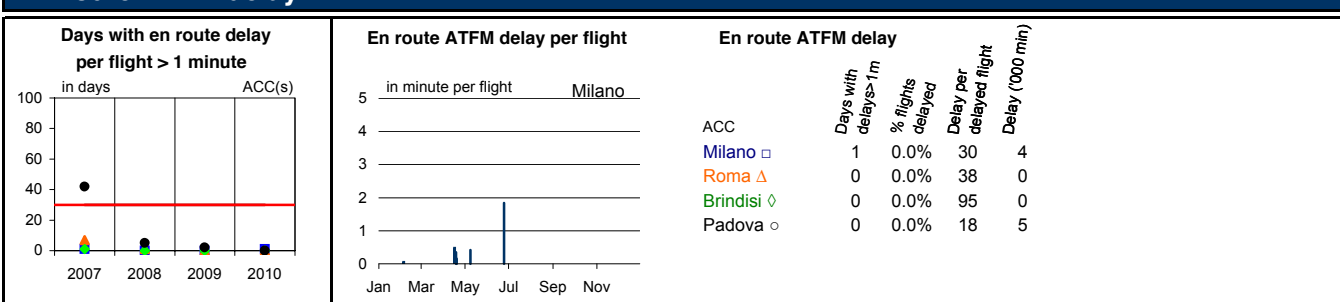 Days with en route delay
per flight > 1 minute
in days
ACC(s)
100
80
60
40
20
0
2007 2008 2009 2010
En route ATFM delay per flight
in minute per flight
Milano
5
4
3
2
1
0
Jan Mar May Jul Sep Nov
En route ATFM delay
ACC
Days with
delays>1m
% flights
delayed
Delay per
delayed flight
Delay ('000 min)
Milano □ 1 0.0% 30 4
Roma Δ 0 0.0% 38 0
Brindisi ◊ 0 0.0% 95 0
Padova ○ 0 0.0% 18 5